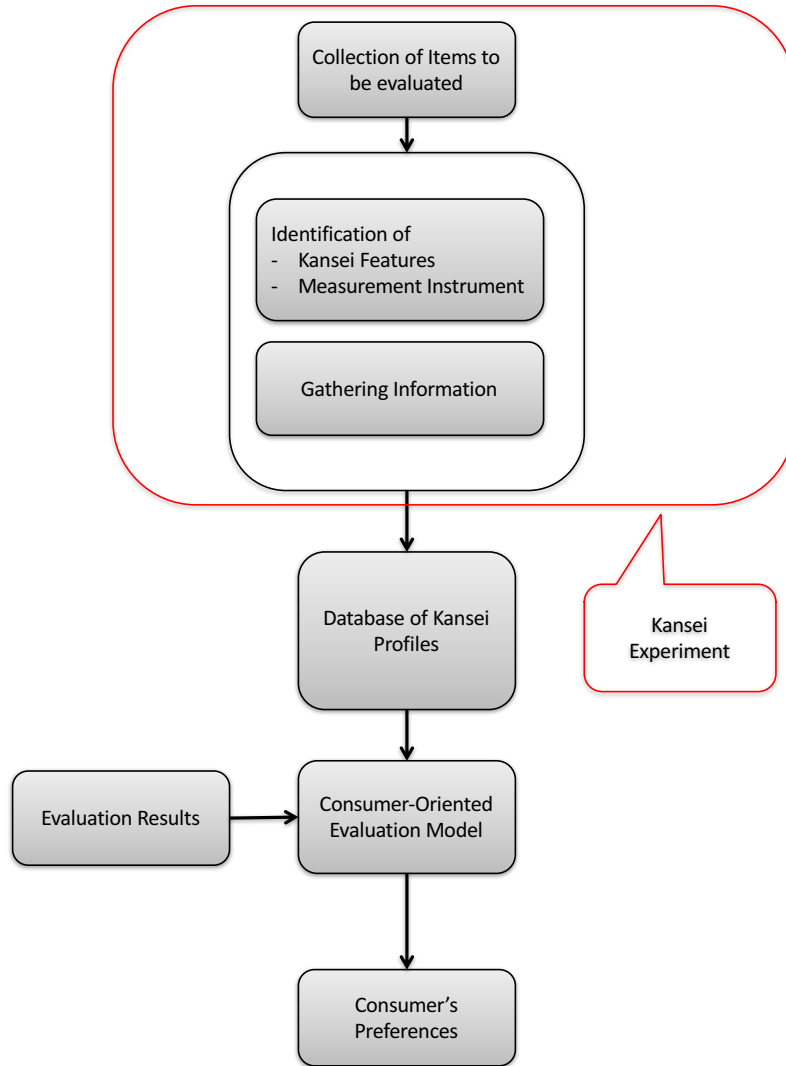 Collection of Items to
be evaluated
Identification of
- Kansei Features
- Measurement Instrument
Gathering Information
Database of Kansei
Profiles
Kansei
Experiment
Evaluation Results
Consumer-Oriented
Evaluation Model
Consumer’s
Preferences